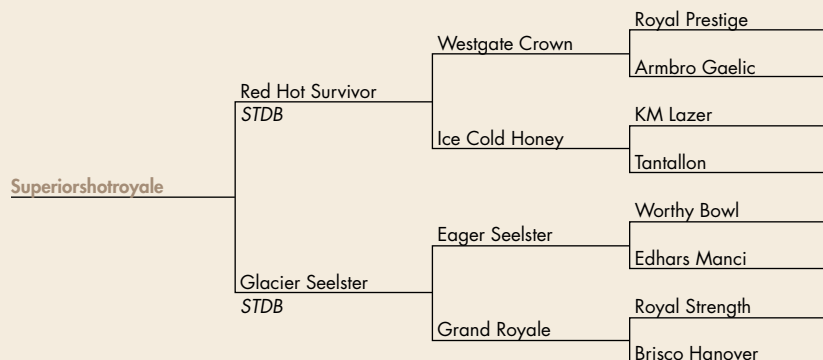 Royal Prestige
Westgate Crown
Armbro Gaelic
Red Hot Survivor
STDB
KM Lazer
Ice Cold Honey
Tantallon
Superiorshotroyale
Worthy Bowl
Eager Seelster
Edhars Manci
Glacier Seelster
STDB
Royal Strength
Grand Royale
Brisco Hanover